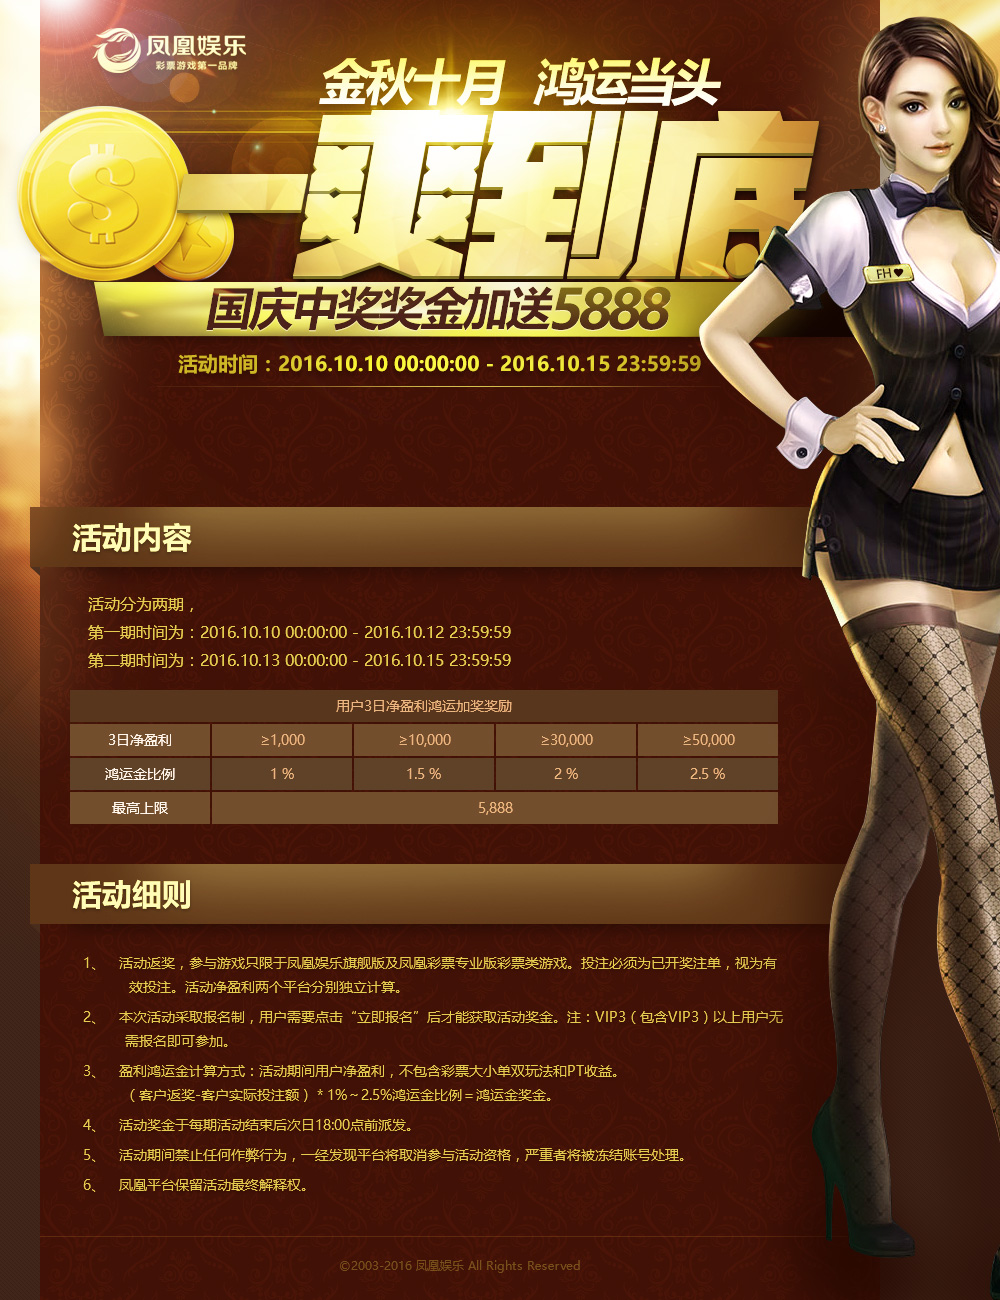 凤凰娱乐
彩票游戏第一品牌
金秋十月 鸿运当头
一爽到底
国庆中奖奖金加送5888
活动时间：2016.10.10 00:00:00 - 2016.10.15 23:59:59
FH♥
活动内容
活动分为两期，
第一期时间为：2016.10.10 00:00:00 - 2016.10.12 23:59:59
第二期时间为：2016.10.13 00:00:00 - 2016.10.15 23:59:59
用户3日净盈利鸿运加奖奖励
3日净盈利 ≥1,000 ≥10,000 ≥30,000 ≥50,000
鸿运金比例 1 % 1.5 % 2 % 2.5 %
最高上限 5,888
活动细则
1、 活动返奖，参与游戏只限于凤凰娱乐旗舰版及凤凰彩票专业版彩票类游戏。投注必须为已开奖注单，视为有
效投注。活动净盈利两个平台分别独立计算。
2、 本次活动采取报名制，用户需要点击“立即报名”后才能获取活动奖金。注：VIP3（包含VIP3）以上用户无
需报名即可参加。
3、 盈利鸿运金计算方式：活动期间用户净盈利，不包含彩票大小单双玩法和PT收益。
（客户返奖-客户实际投注额）* 1%～2.5%鸿运金比例＝鸿运金奖金。
4、 活动奖金于每期活动结束后次日18:00点前派发。
5、 活动期间禁止任何作弊行为，一经发现平台将取消参与活动资格，严重者将被冻结账号处理。
6、 凤凰平台保留活动最终解释权。
©2003-2016 凤凰娱乐 All Rights Reserved